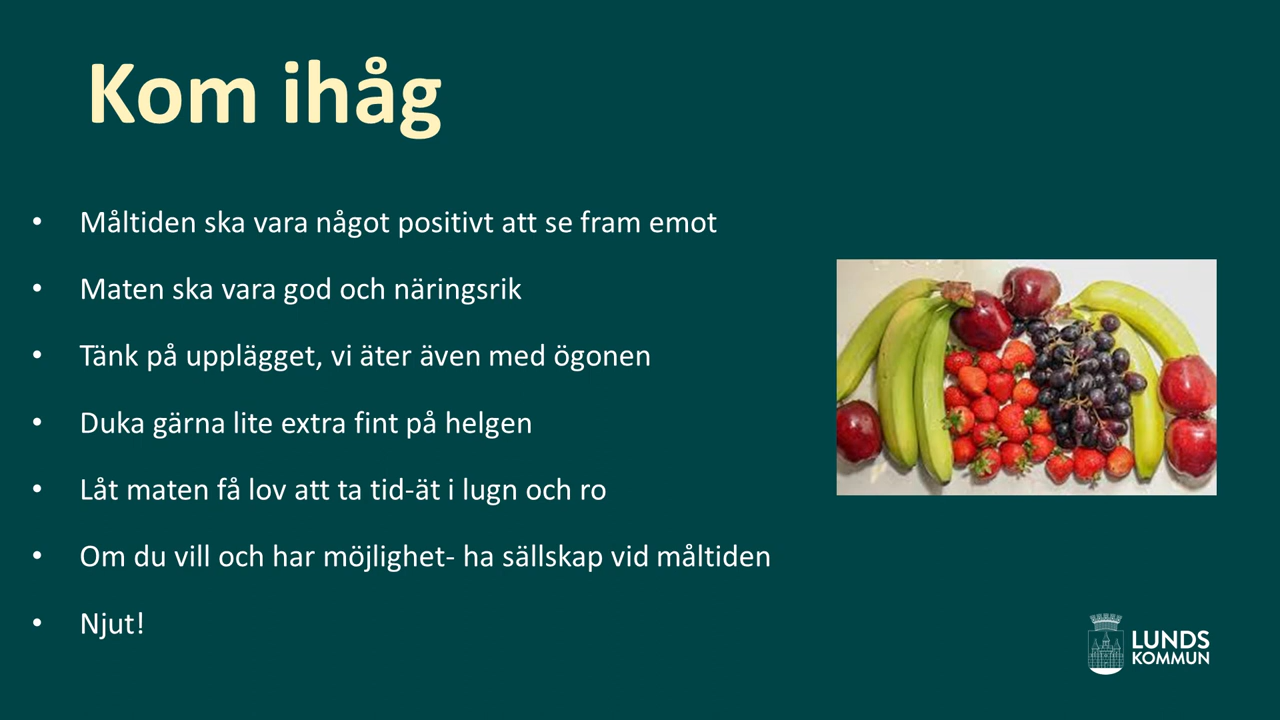 Kom ihåg
• Måltiden ska vara något positivt att se fram emot
• Maten ska vara god och näringsrik
• Tänk på upplägget, vi äter även med ögonen
• Duka gärna lite extra fint på helgen
• Låt maten få lov att ta tid-ät i lugn och ro
• Om du vill och har möjlighet- ha sällskap vid måltiden
• Njut!
LUNDS
KOMMUN